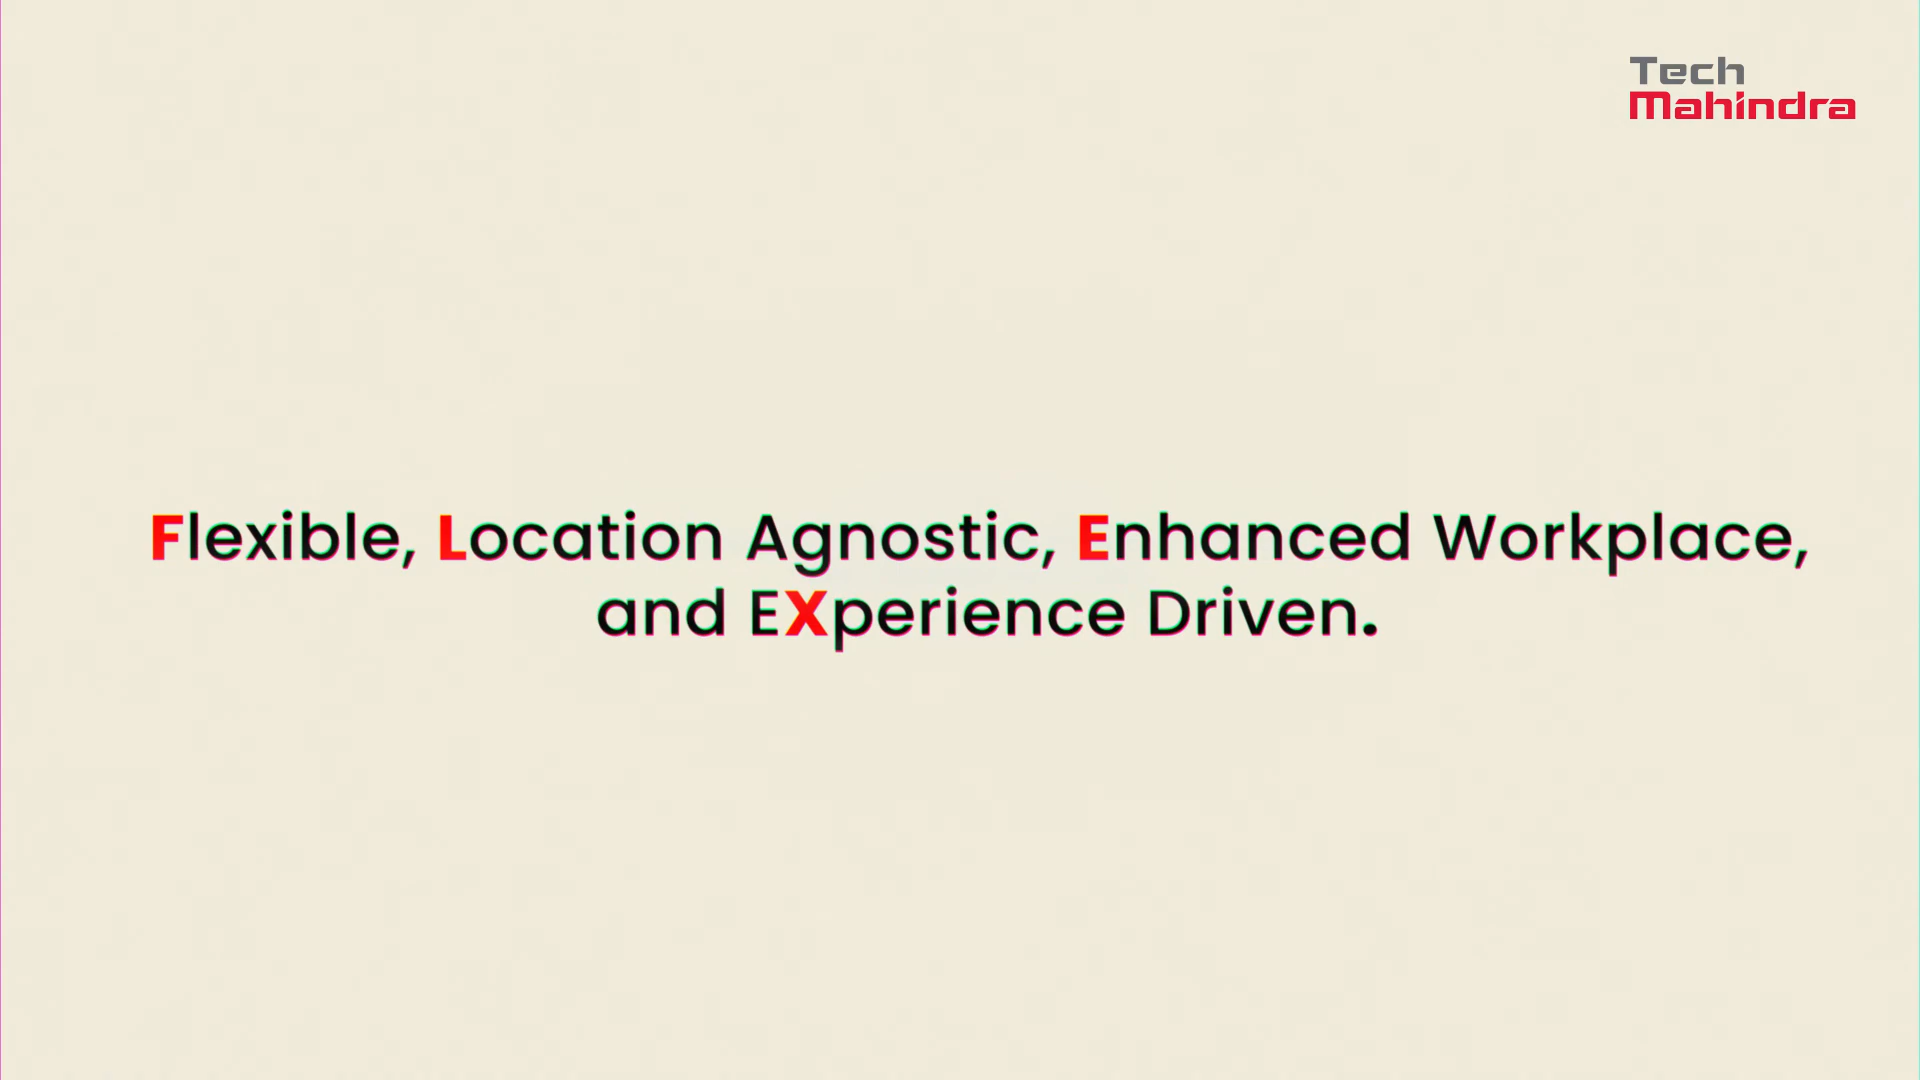 Tech
Mahindra
Flexible, Location Agnostic, Enhanced Workplace,
and EXperience Driven.